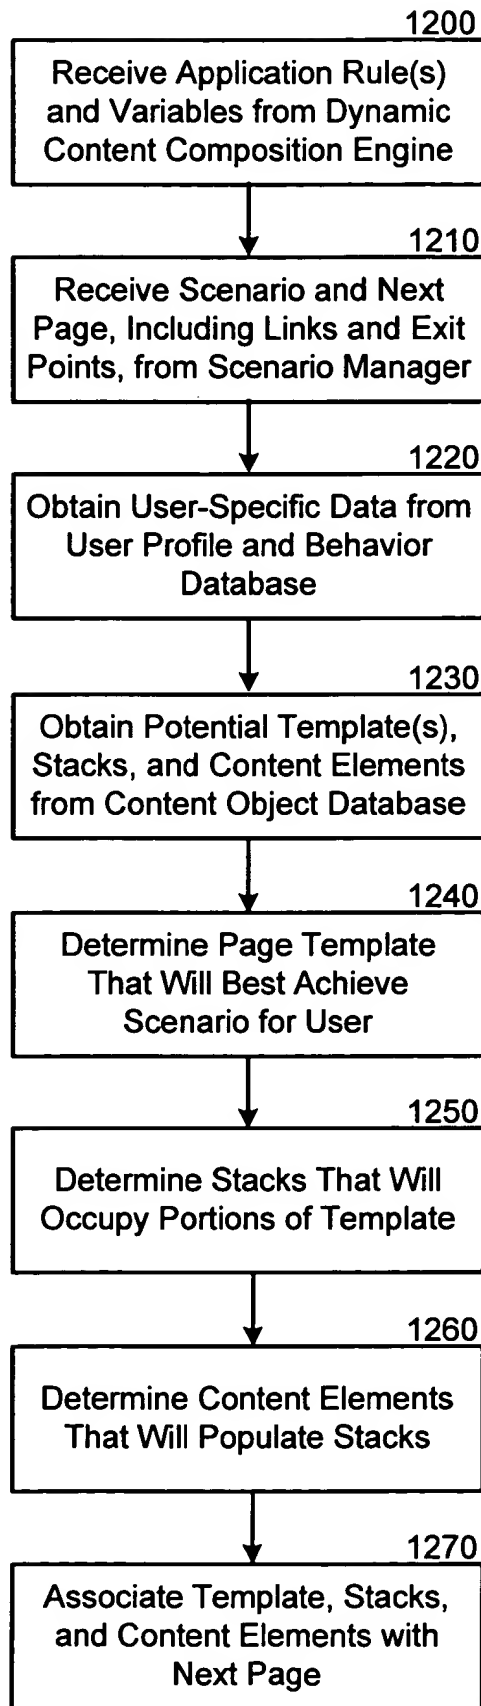 1200
Receive Application Rule(s)
and Variables from Dynamic
Content Composition Engine
1210
Receive Scenario and Next
Page, Including Links and Exit
Points, from Scenario Manager
1220
Obtain User-Specific Data from
User Profile and Behavior
Database
1230
Obtain Potential Template(s),
Stacks, and Content Elements
from Content Object Database
1240
Determine Page Template
That Will Best Achieve
Scenario for User
1250
Determine Stacks That Will
Occupy Portions of Template
1260
Determine Content Elements
That Will Populate Stacks
1270
Associate Template, Stacks,
and Content Elements with
Next Page